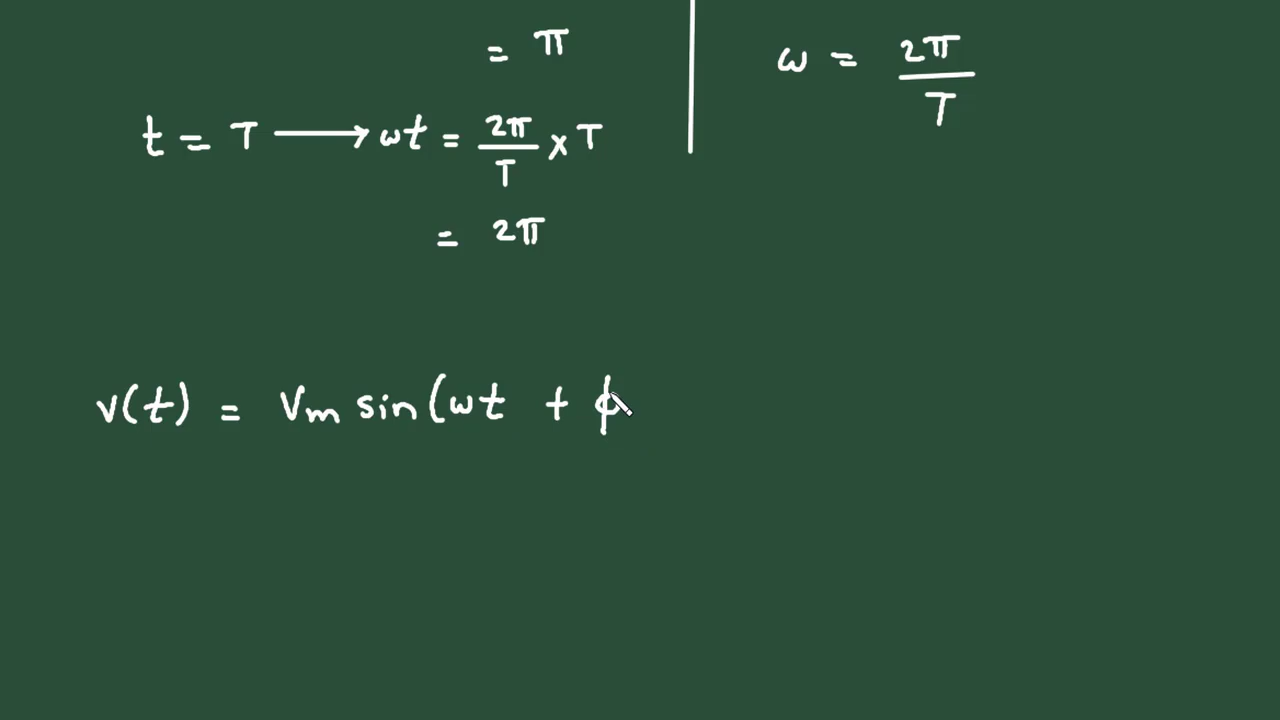 = π
ω = 2π/T
t = T ⟶ ωt = 2π/T × T
= 2π
v(t) = Vm sin(ωt + ϕ